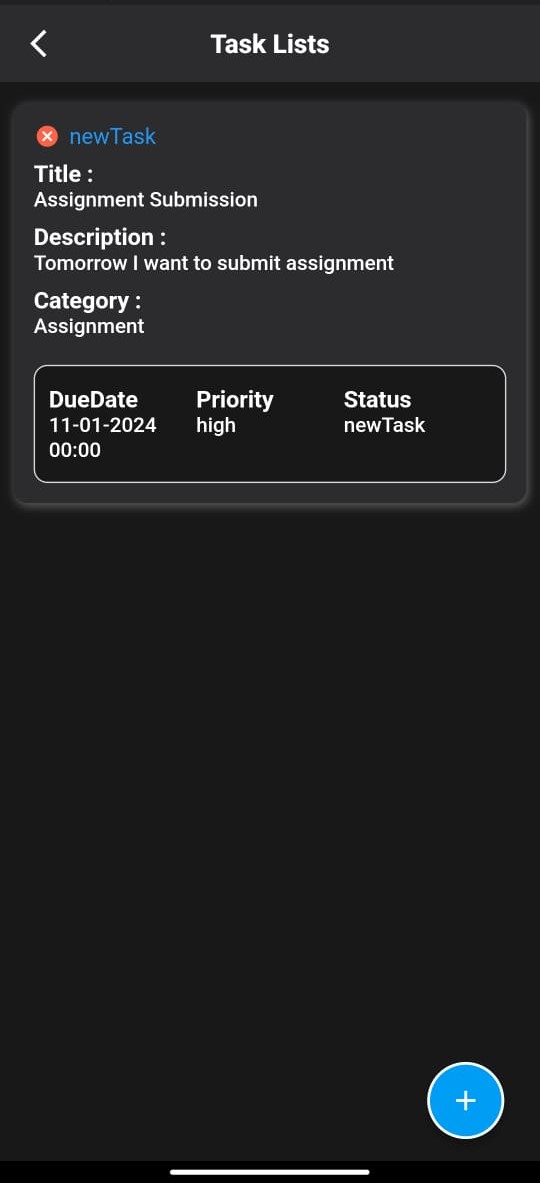 Task Lists
newTask
Title :
Assignment Submission
Description :
Tomorrow I want to submit assignment
Category :
Assignment
DueDate Priority Status
11-01-2024 high newTask
00:00